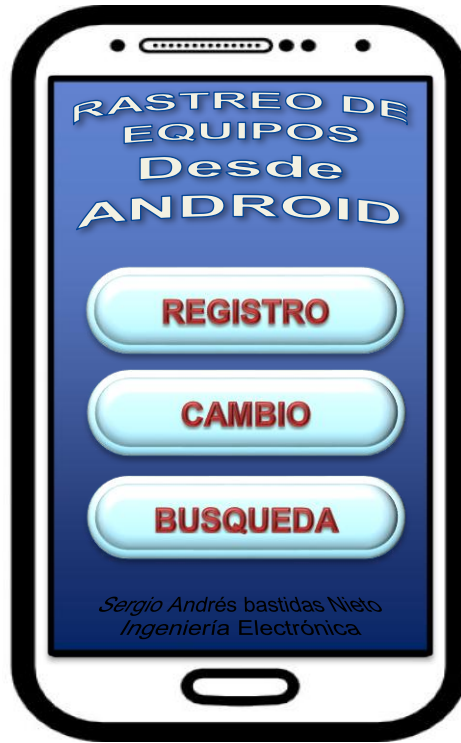 RASTREO DE
EQUIPOS
Desde
ANDROID
REGISTRO
CAMBIO
BUSQUEDA
Sergio Andrés bastidas Nieto
Ingeniería Electrónica